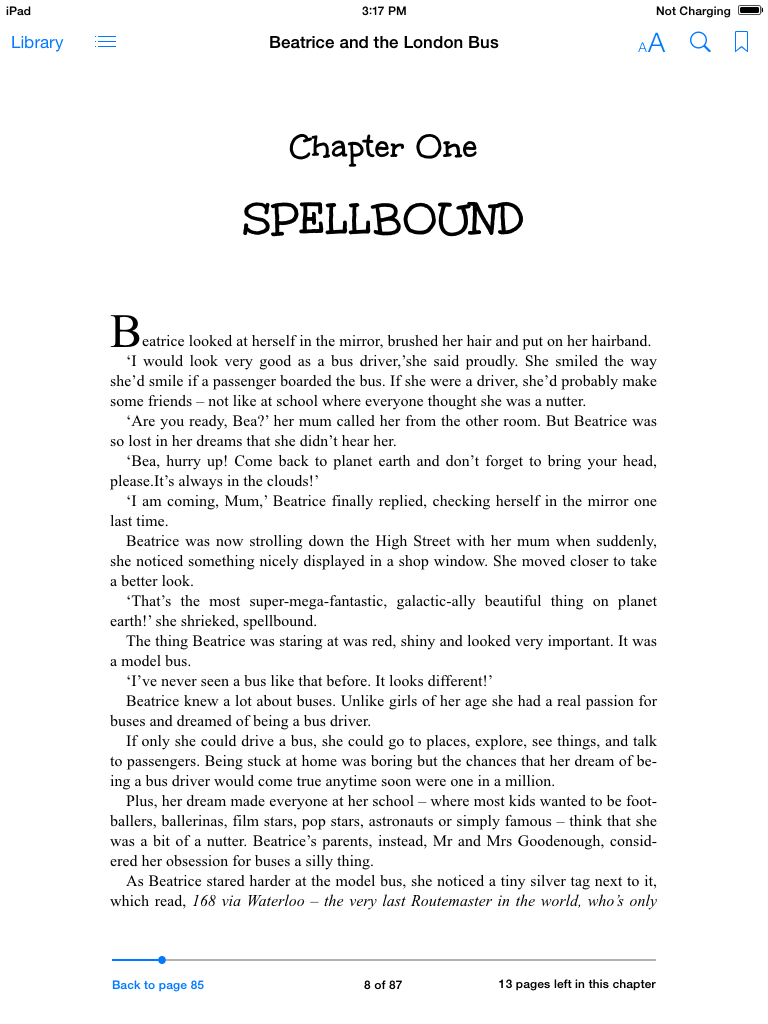 iPad 3:17 PM Not Charging
Library Beatrice and the London Bus AA
Chapter One
SPELLBOUND
Beatrice looked at herself in the mirror, brushed her hair and put on her hairband.
‘I would look very good as a bus driver,’she said proudly. She smiled the way
she’d smile if a passenger boarded the bus. If she were a driver, she’d probably make
some friends – not like at school where everyone thought she was a nutter.
‘Are you ready, Bea?’ her mum called her from the other room. But Beatrice was
so lost in her dreams that she didn’t hear her.
‘Bea, hurry up! Come back to planet earth and don’t forget to bring your head,
please.It’s always in the clouds!’
‘I am coming, Mum,’ Beatrice finally replied, checking herself in the mirror one
last time.
Beatrice was now strolling down the High Street with her mum when suddenly,
she noticed something nicely displayed in a shop window. She moved closer to take
a better look.
‘That’s the most super-mega-fantastic, galactic-ally beautiful thing on planet
earth!’ she shrieked, spellbound.
The thing Beatrice was staring at was red, shiny and looked very important. It was
a model bus.
‘I’ve never seen a bus like that before. It looks different!’
Beatrice knew a lot about buses. Unlike girls of her age she had a real passion for
buses and dreamed of being a bus driver.
If only she could drive a bus, she could go to places, explore, see things, and talk
to passengers. Being stuck at home was boring but the chances that her dream of be-
ing a bus driver would come true anytime soon were one in a million.
Plus, her dream made everyone at her school – where most kids wanted to be foot-
ballers, ballerinas, film stars, pop stars, astronauts or simply famous – think that she
was a bit of a nutter. Beatrice’s parents, instead, Mr and Mrs Goodenough, consid-
ered her obsession for buses a silly thing.
As Beatrice stared harder at the model bus, she noticed a tiny silver tag next to it,
which read, 168 via Waterloo – the very last Routemaster in the world, who’s only
Back to page 85 8 of 87 13 pages left in this chapter